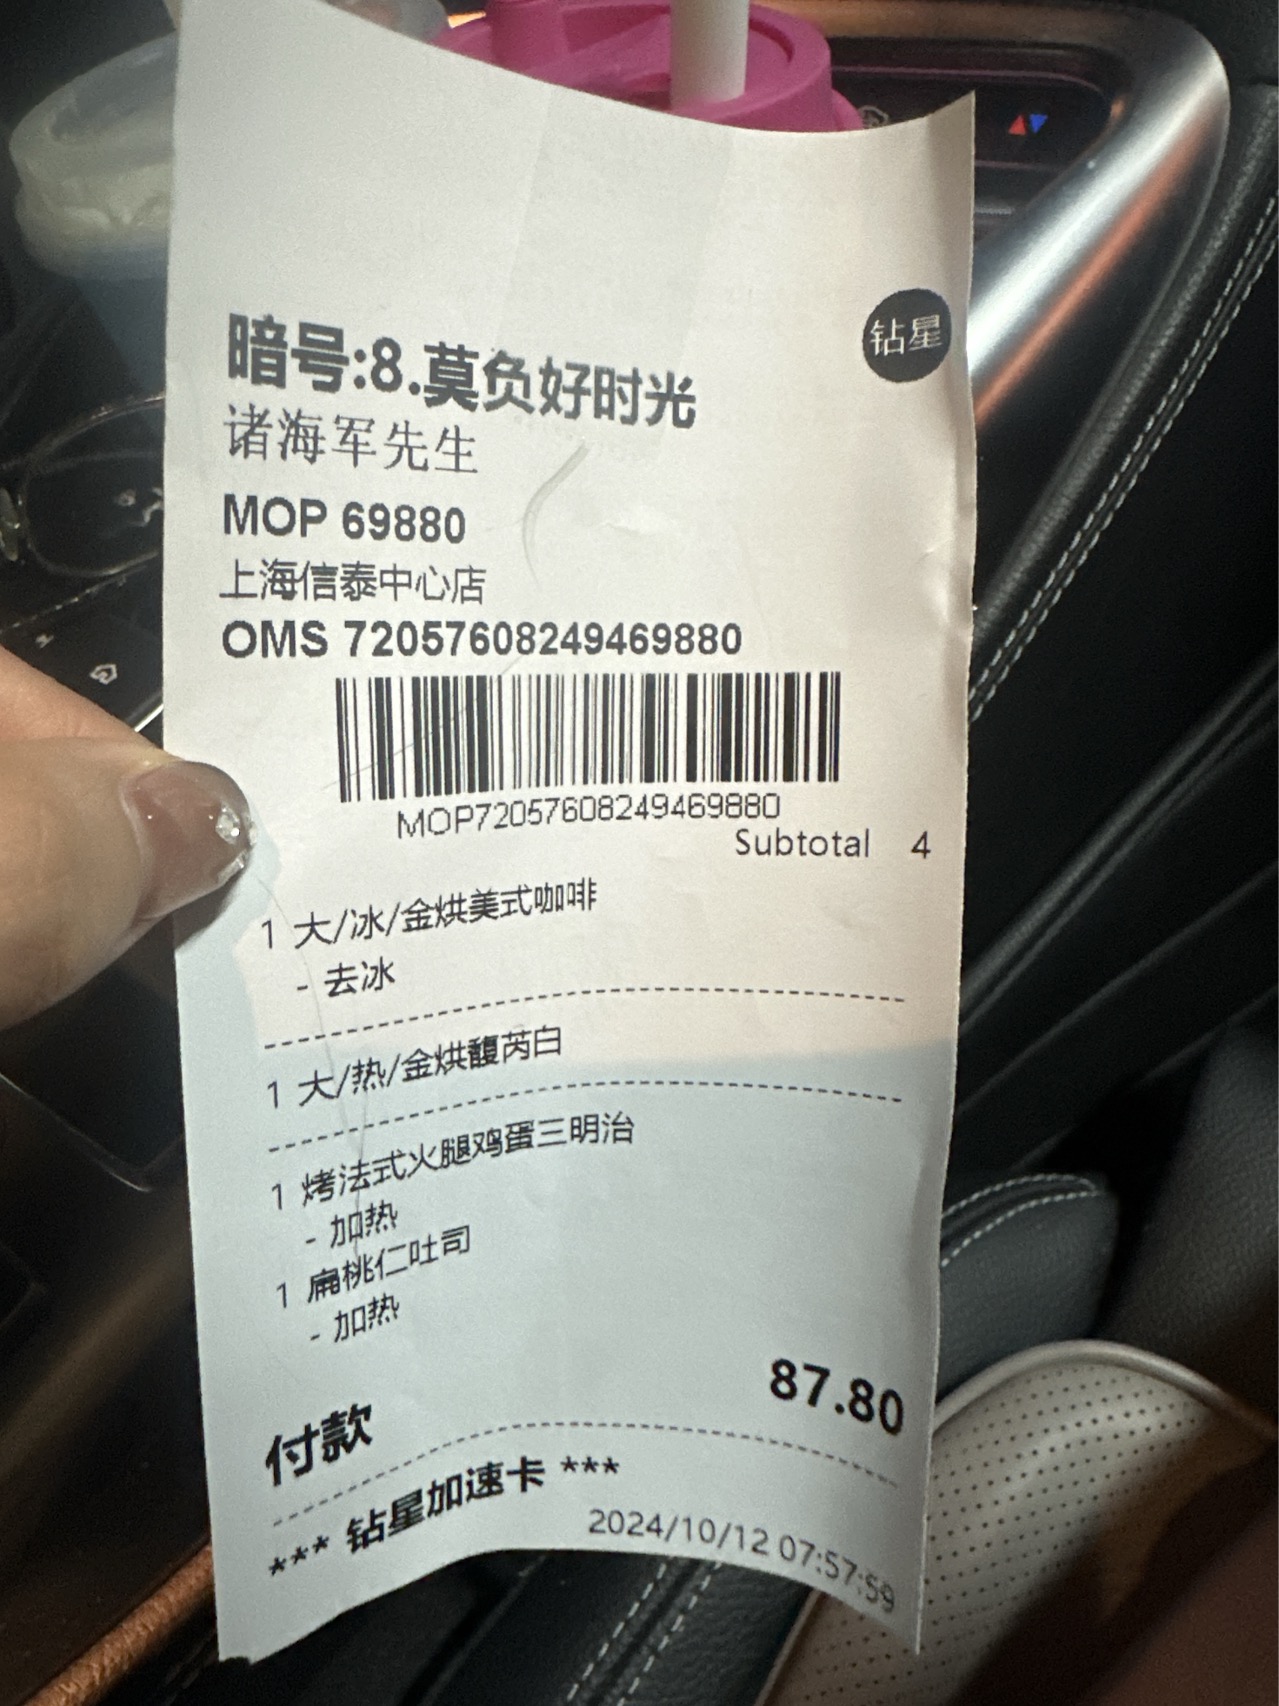 钻星
暗号:8.莫负好时光
诸海军先生
MOP 69880
上海信泰中心店
OMS 72057608249469880
MOP72057608249469880
Subtotal 4
1 大/冰/金烘美式咖啡
- 去冰
1 大/热/金烘馥芮白
1 烤法式火腿鸡蛋三明治
- 加热
1 扁桃仁吐司
- 加热
付款 87.80
*** 钻星加速卡 ***
2024/10/12 07:57:59